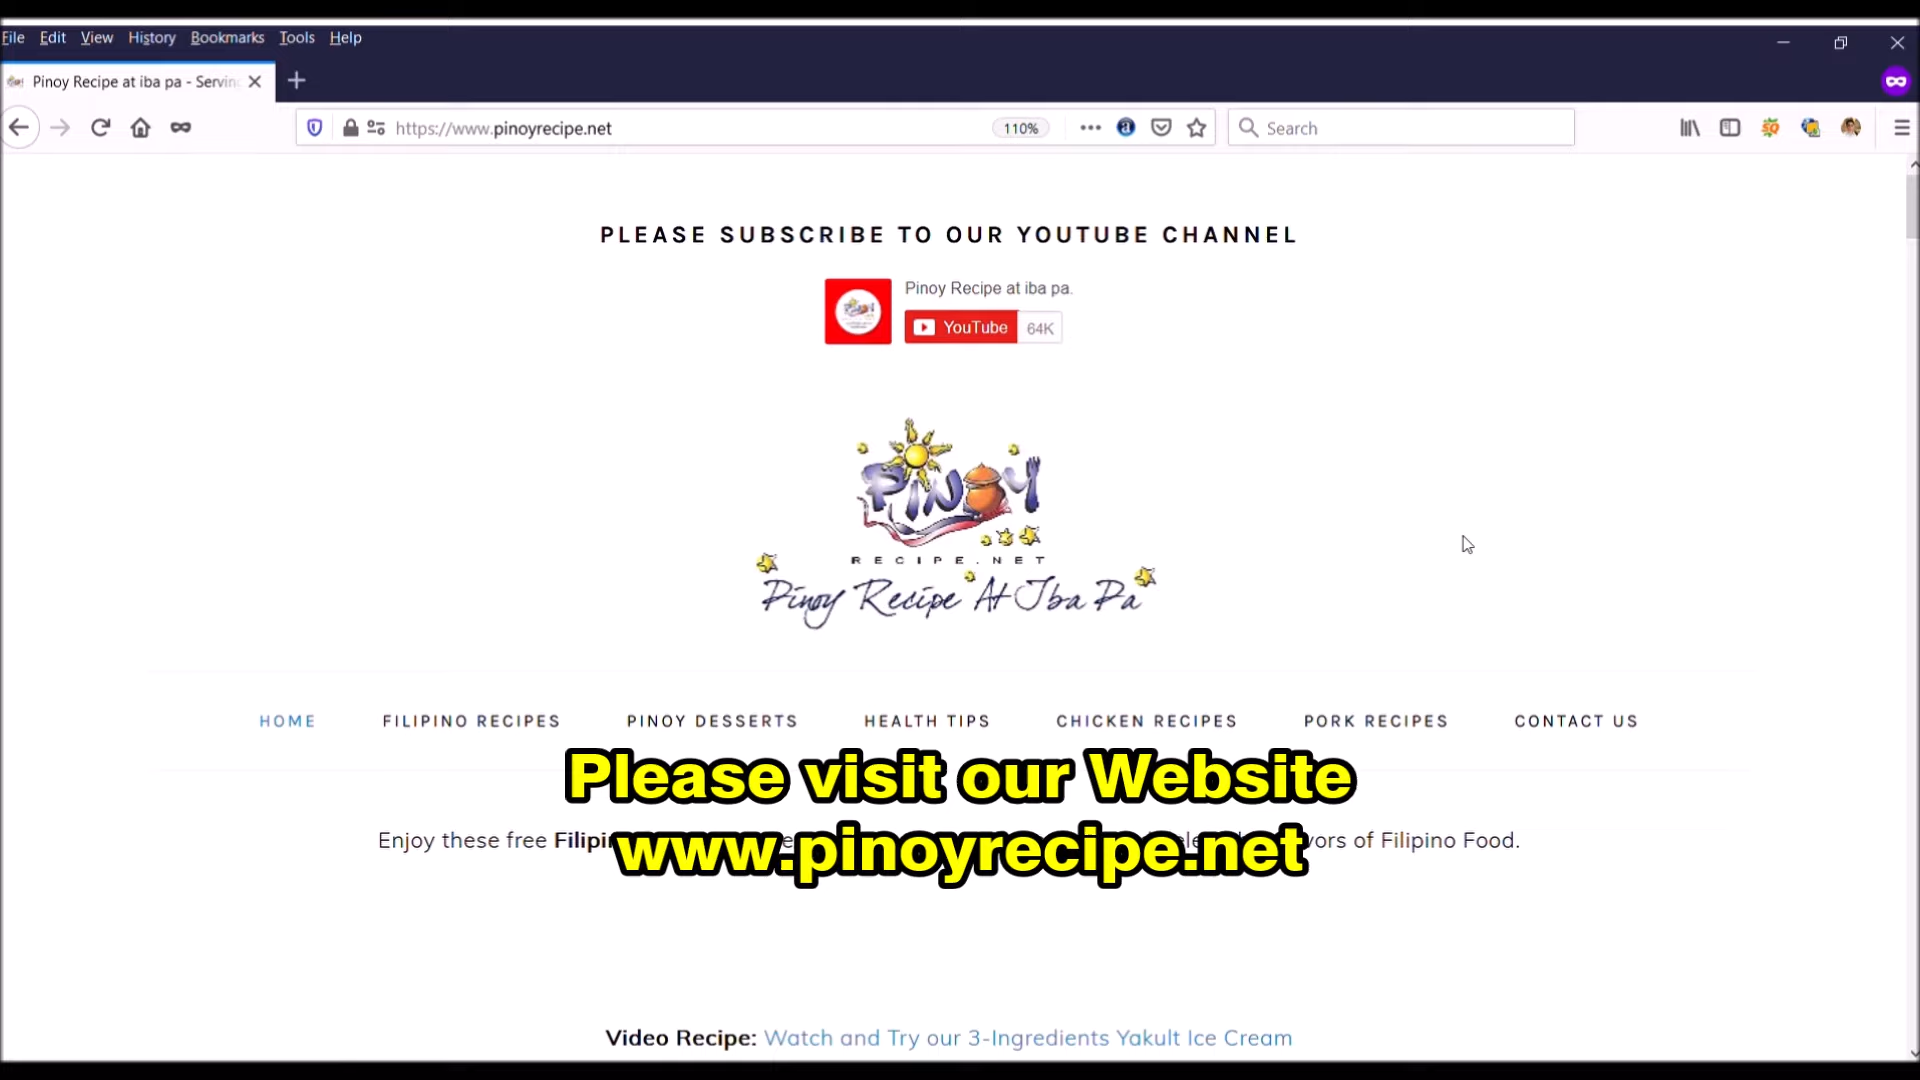 File Edit View History Bookmarks Tools Help
Pinoy Recipe at iba pa - Servin
https://www.pinoyrecipe.net
110%
Search
PLEASE SUBSCRIBE TO OUR YOUTUBE CHANNEL
Pinoy Recipe at iba pa.
YouTube 64K
PINOY
RECIPE.NET
Pinoy Recipe At Iba Pa
HOME FILIPINO RECIPES PINOY DESSERTS HEALTH TIPS CHICKEN RECIPES PORK RECIPES CONTACT US
Please visit our Website
Enjoy these free of Filipino Food.
www.pinoyrecipe.net
Video Recipe: Watch and Try our 3-Ingredients Yakult Ice Cream